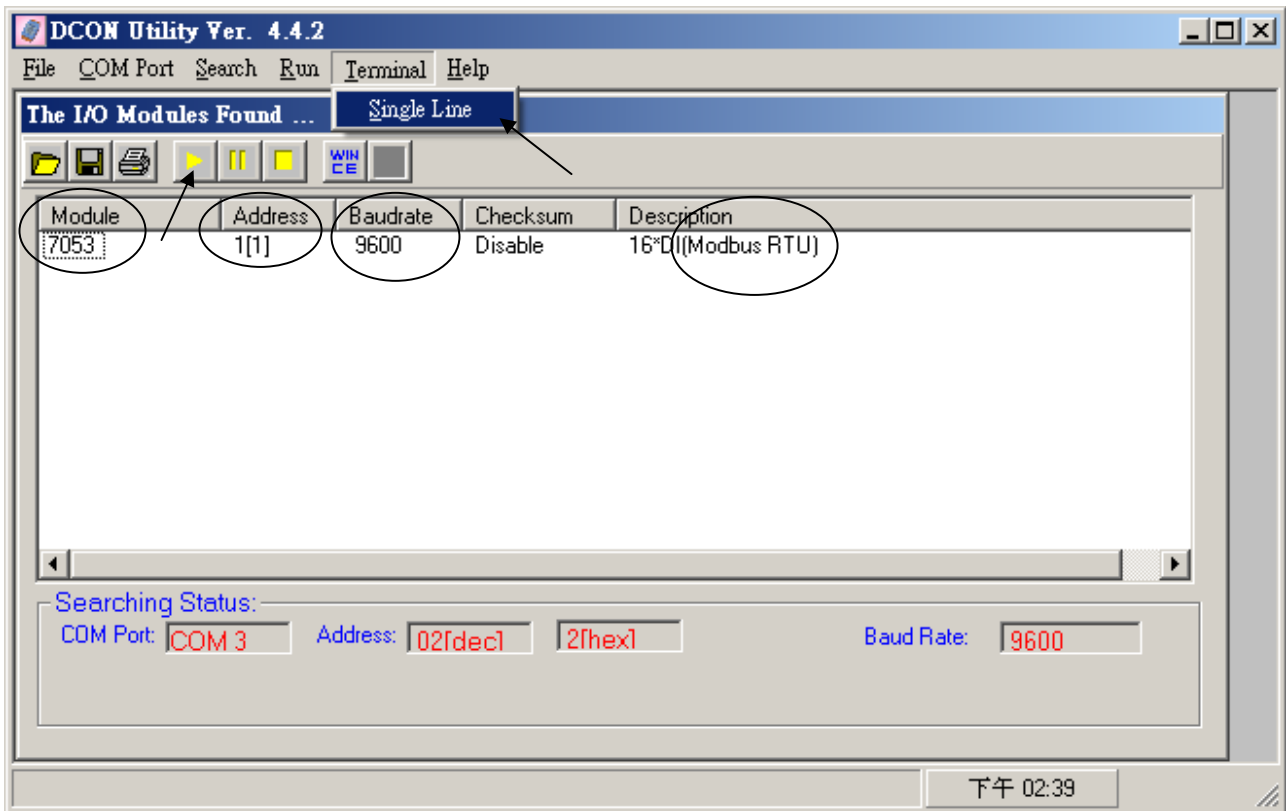 DCON Utility Ver. 4.4.2
File COM Port Search Run Terminal Help
Single Line
The I/O Modules Found ...
WIN CE
Module Address Baudrate Checksum Description
7053 1[1] 9600 Disable 16*DI(Modbus RTU)
Searching Status:
COM Port: COM 3 Address: 02[dec] 2[hex] Baud Rate: 9600
下午 02:39